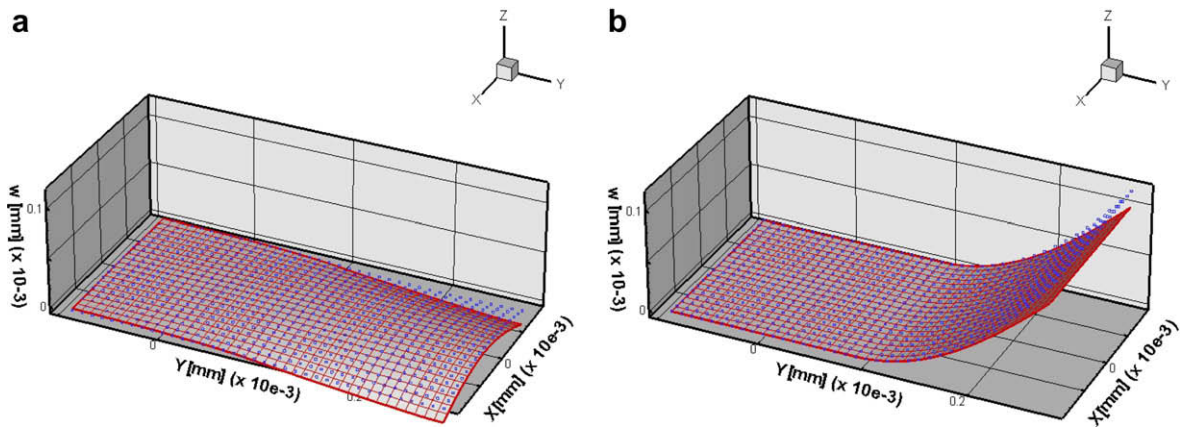 a
Z
Y
X
w [mm] (x 10-3)
0.1
0
0
Y[mm] (x 10e-3)
0.2
X[mm] (x 10e-3)
0
b
Z
Y
X
w [mm] (x 10-3)
0.1
0
0
Y[mm] (x 10e-3)
0.2
X[mm] (x 10e-3)
0